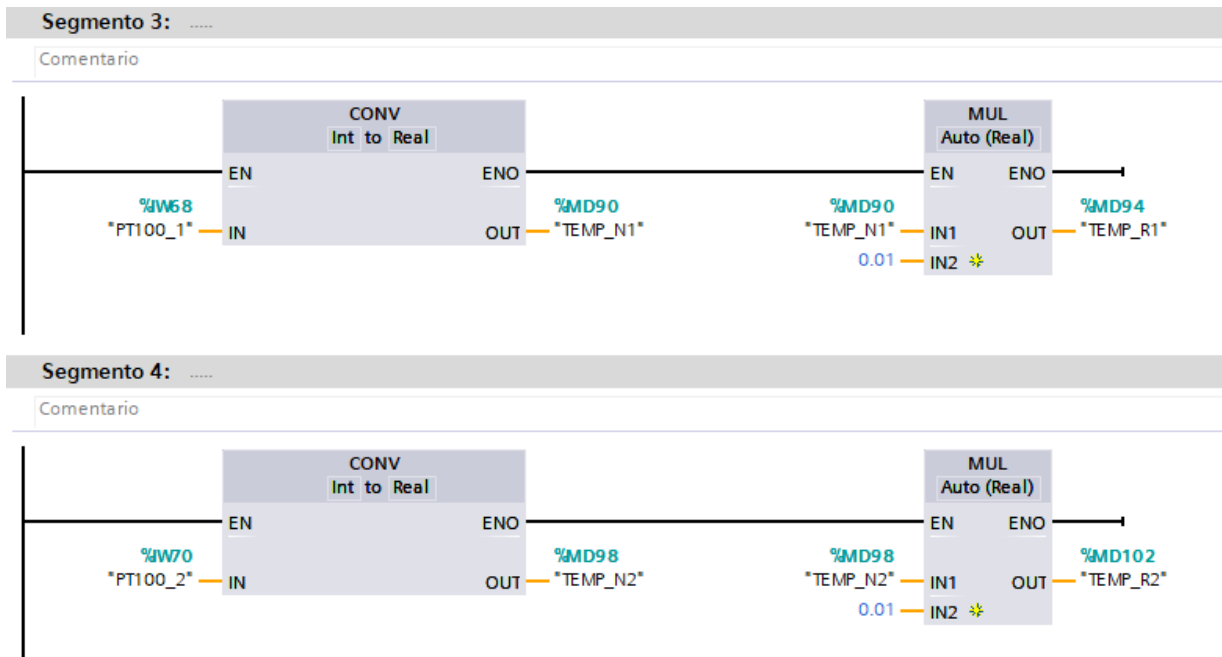 Segmento 3: .....
Comentario
CONV
Int to Real
MUL
Auto (Real)
EN ENO EN ENO
%IW68 %MD90 %MD90 %MD94
"PT100_1" IN OUT "TEMP_N1" "TEMP_N1" IN1 OUT "TEMP_R1"
0.01 IN2
Segmento 4: .....
Comentario
CONV
Int to Real
MUL
Auto (Real)
EN ENO EN ENO
%IW70 %MD98 %MD98 %MD102
"PT100_2" IN OUT "TEMP_N2" "TEMP_N2" IN1 OUT "TEMP_R2"
0.01 IN2